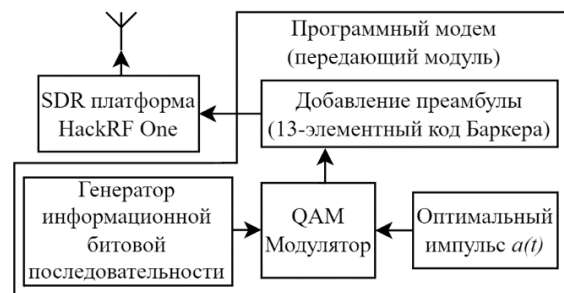 Программный модем
(передающий модуль)
SDR платформа
HackRF One
Добавление преамбулы
(13-элементный код Баркера)
Генератор
информационной
битовой
последовательности
QAM
Модулятор
Оптимальный
импульс a(t)